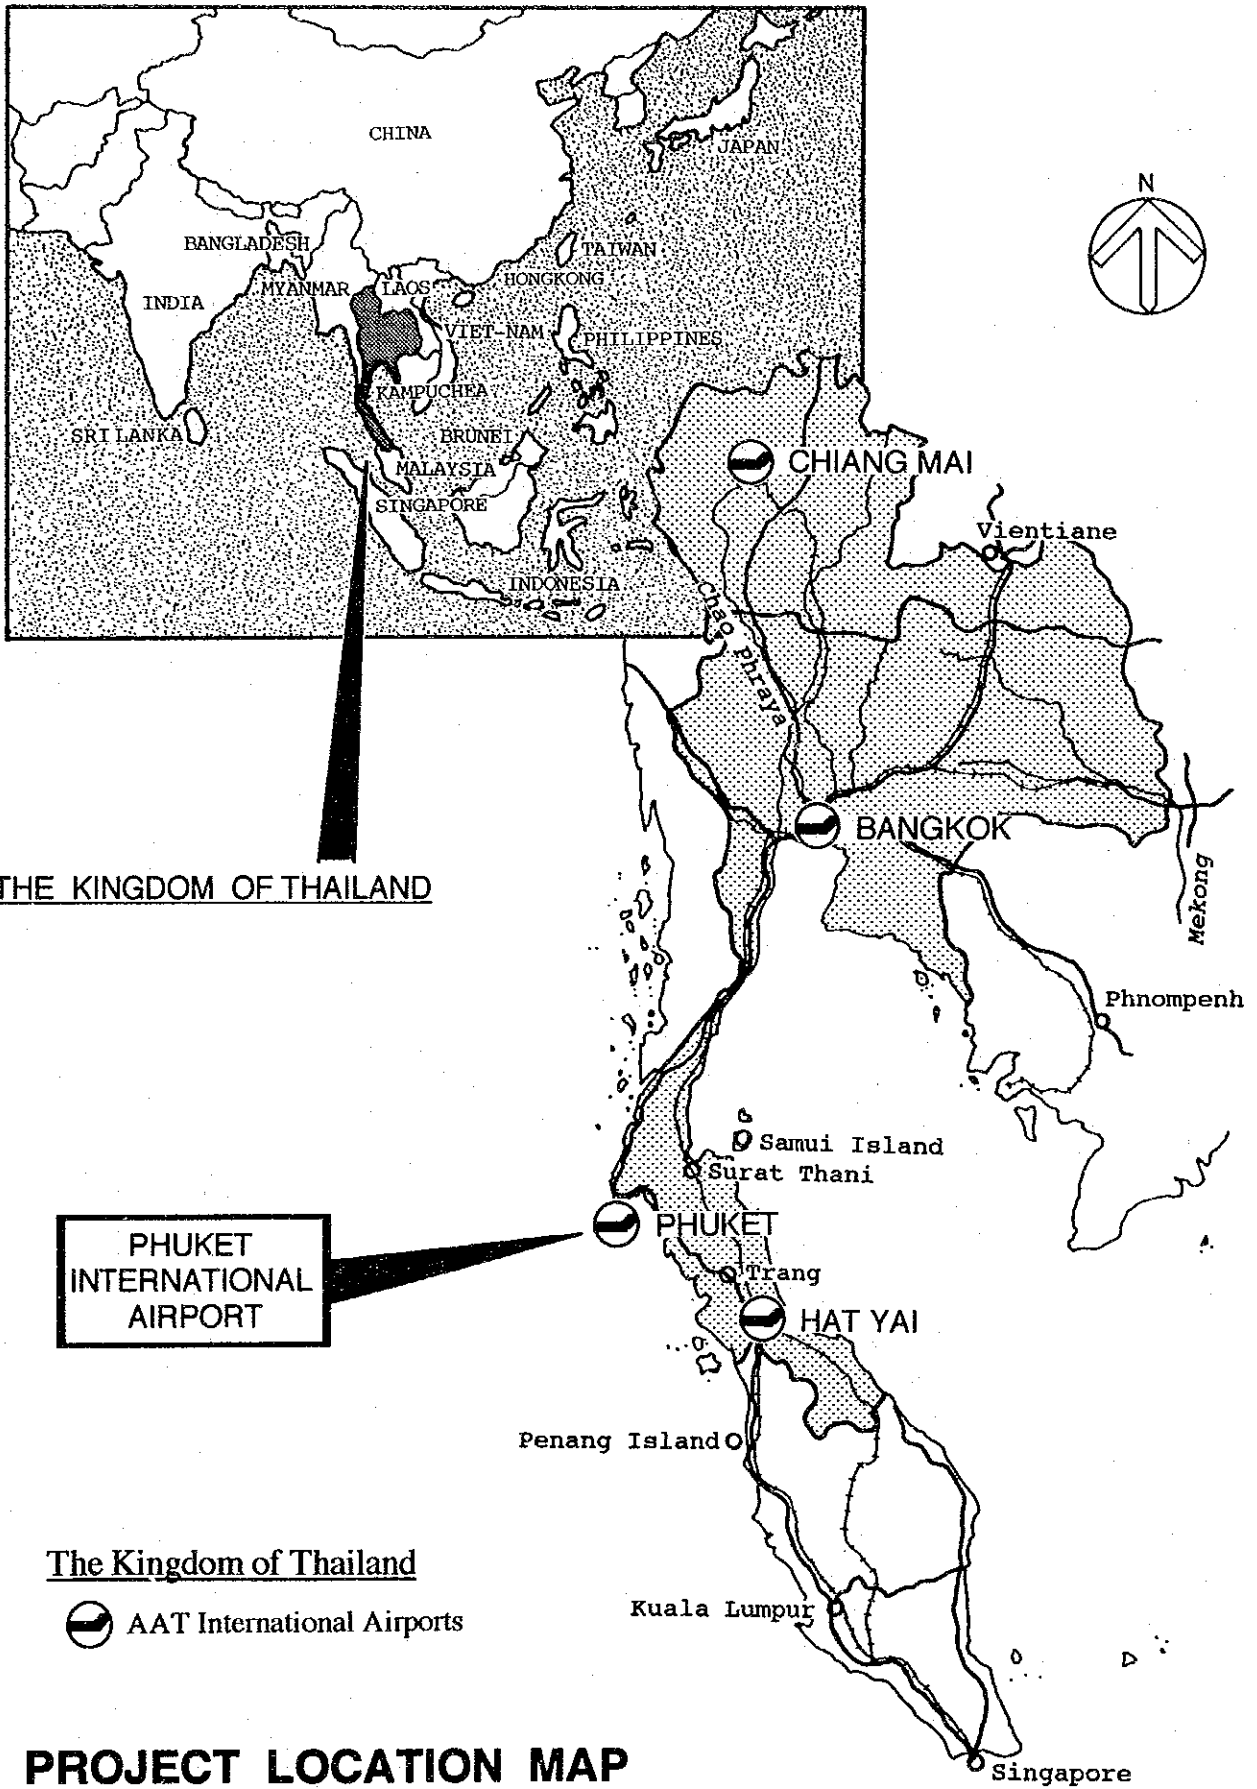 CHINA
JAPAN
BANGLADESH
TAIWAN
HONGKONG
MYANMAR
LAOS
INDIA
VIET-NAM
PHILIPPINES
KAMPUCHEA
SRI LANKA
BRUNEI
MALAYSIA
SINGAPORE
INDONESIA
N
CHIANG MAI
Vientiane
Chao Phraya
BANGKOK
Mekong
THE KINGDOM OF THAILAND
Phnompenh
Samui Island
Surat Thani
PHUKET
PHUKET
INTERNATIONAL
AIRPORT
Trang
HAT YAI
Penang Island
The Kingdom of Thailand
AAT International Airports
Kuala Lumpur
PROJECT LOCATION MAP
Singapore